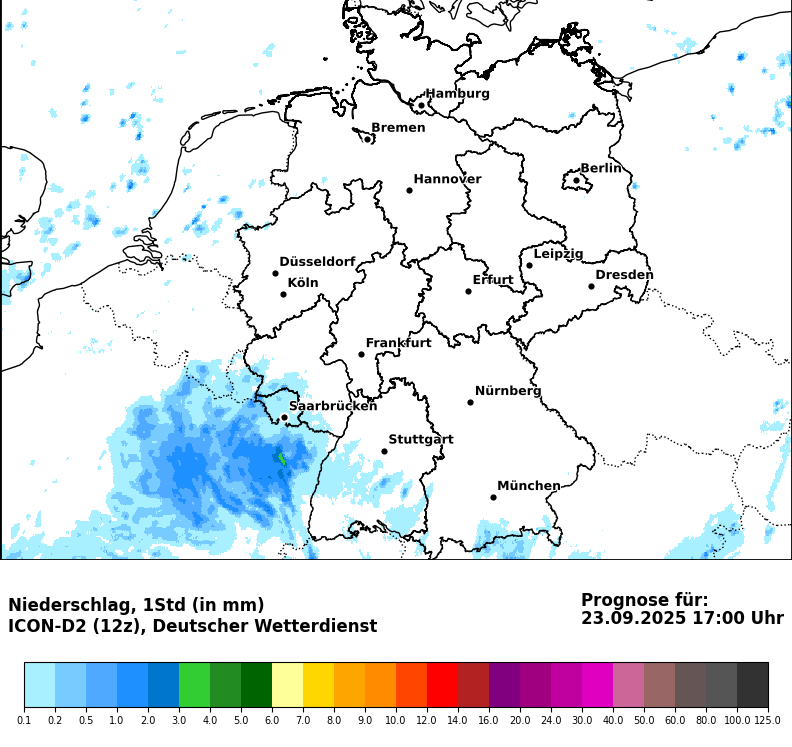 Hamburg
Bremen
Berlin
Hannover
Leipzig
Düsseldorf
Dresden
Köln
Erfurt
Frankfurt
Nürnberg
Saarbrücken
Stuttgart
München
Niederschlag, 1Std (in mm)
ICON-D2 (12z), Deutscher Wetterdienst
Prognose für:
23.09.2025 17:00 Uhr
0.1 0.2 0.5 1.0 2.0 3.0 4.0 5.0 6.0 7.0 8.0 9.0 10.0 12.0 14.0 16.0 20.0 24.0 30.0 40.0 50.0 60.0 80.0 100.0 125.0